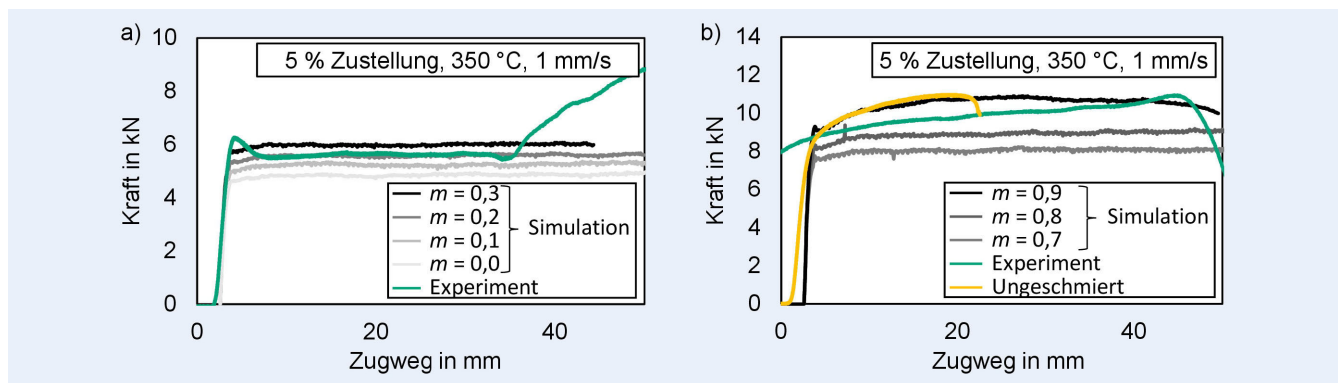 a)
10
8
6
4
2
0
Kraft in kN
5 % Zustellung, 350 °C, 1 mm/s
m = 0,3
m = 0,2
m = 0,1
m = 0,0
Simulation
Experiment
0
20
40
Zugweg in mm
b)
14
12
10
8
6
4
2
0
Kraft in kN
5 % Zustellung, 350 °C, 1 mm/s
m = 0,9
m = 0,8
m = 0,7
Simulation
Experiment
Ungeschmiert
0
20
40
Zugweg in mm